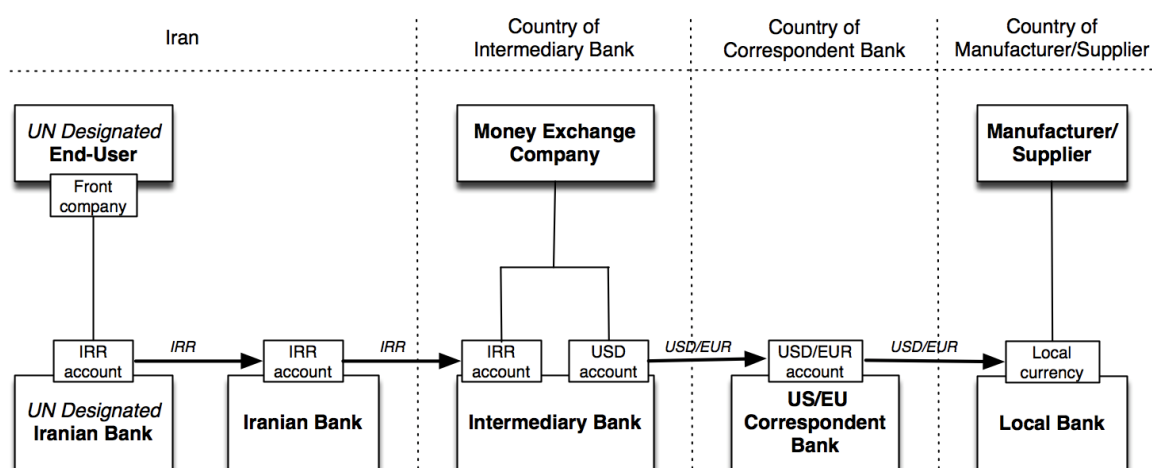 Iran
Country of
Intermediary Bank
Country of
Correspondent Bank
Country of
Manufacturer/Supplier
UN Designated
End-User
Front
company
Money Exchange
Company
Manufacturer/
Supplier
IRR
account
IRR
IRR
account
IRR
IRR
account
USD
account
USD/EUR
USD/EUR
account
USD/EUR
Local
currency
UN Designated
Iranian Bank
Iranian Bank
Intermediary Bank
US/EU
Correspondent
Bank
Local Bank